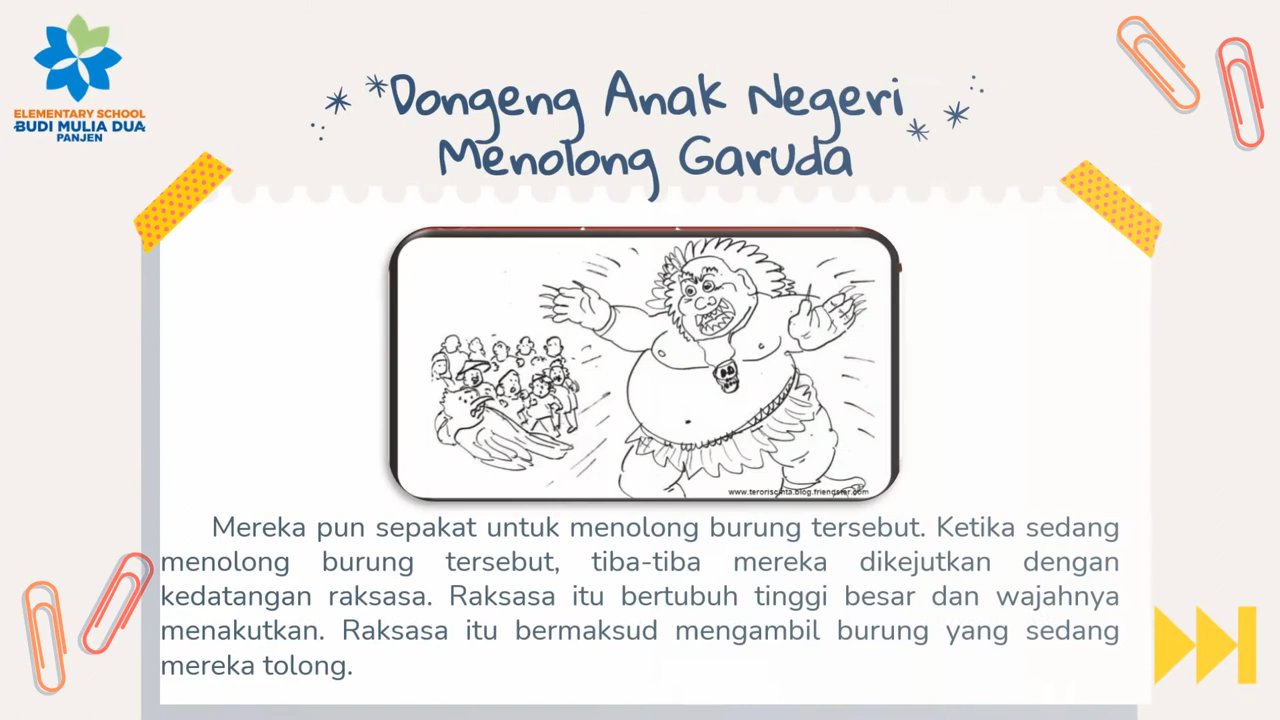 ELEMENTARY SCHOOL
BUDI MULIA DUA
PANJEN
Dongeng Anak Negeri
Menolong Garuda
www.teroriscinta.blog.friendster.com
Mereka pun sepakat untuk menolong burung tersebut. Ketika sedang
menolong burung tersebut, tiba-tiba mereka dikejutkan dengan
kedatangan raksasa. Raksasa itu bertubuh tinggi besar dan wajahnya
menakutkan. Raksasa itu bermaksud mengambil burung yang sedang
mereka tolong.